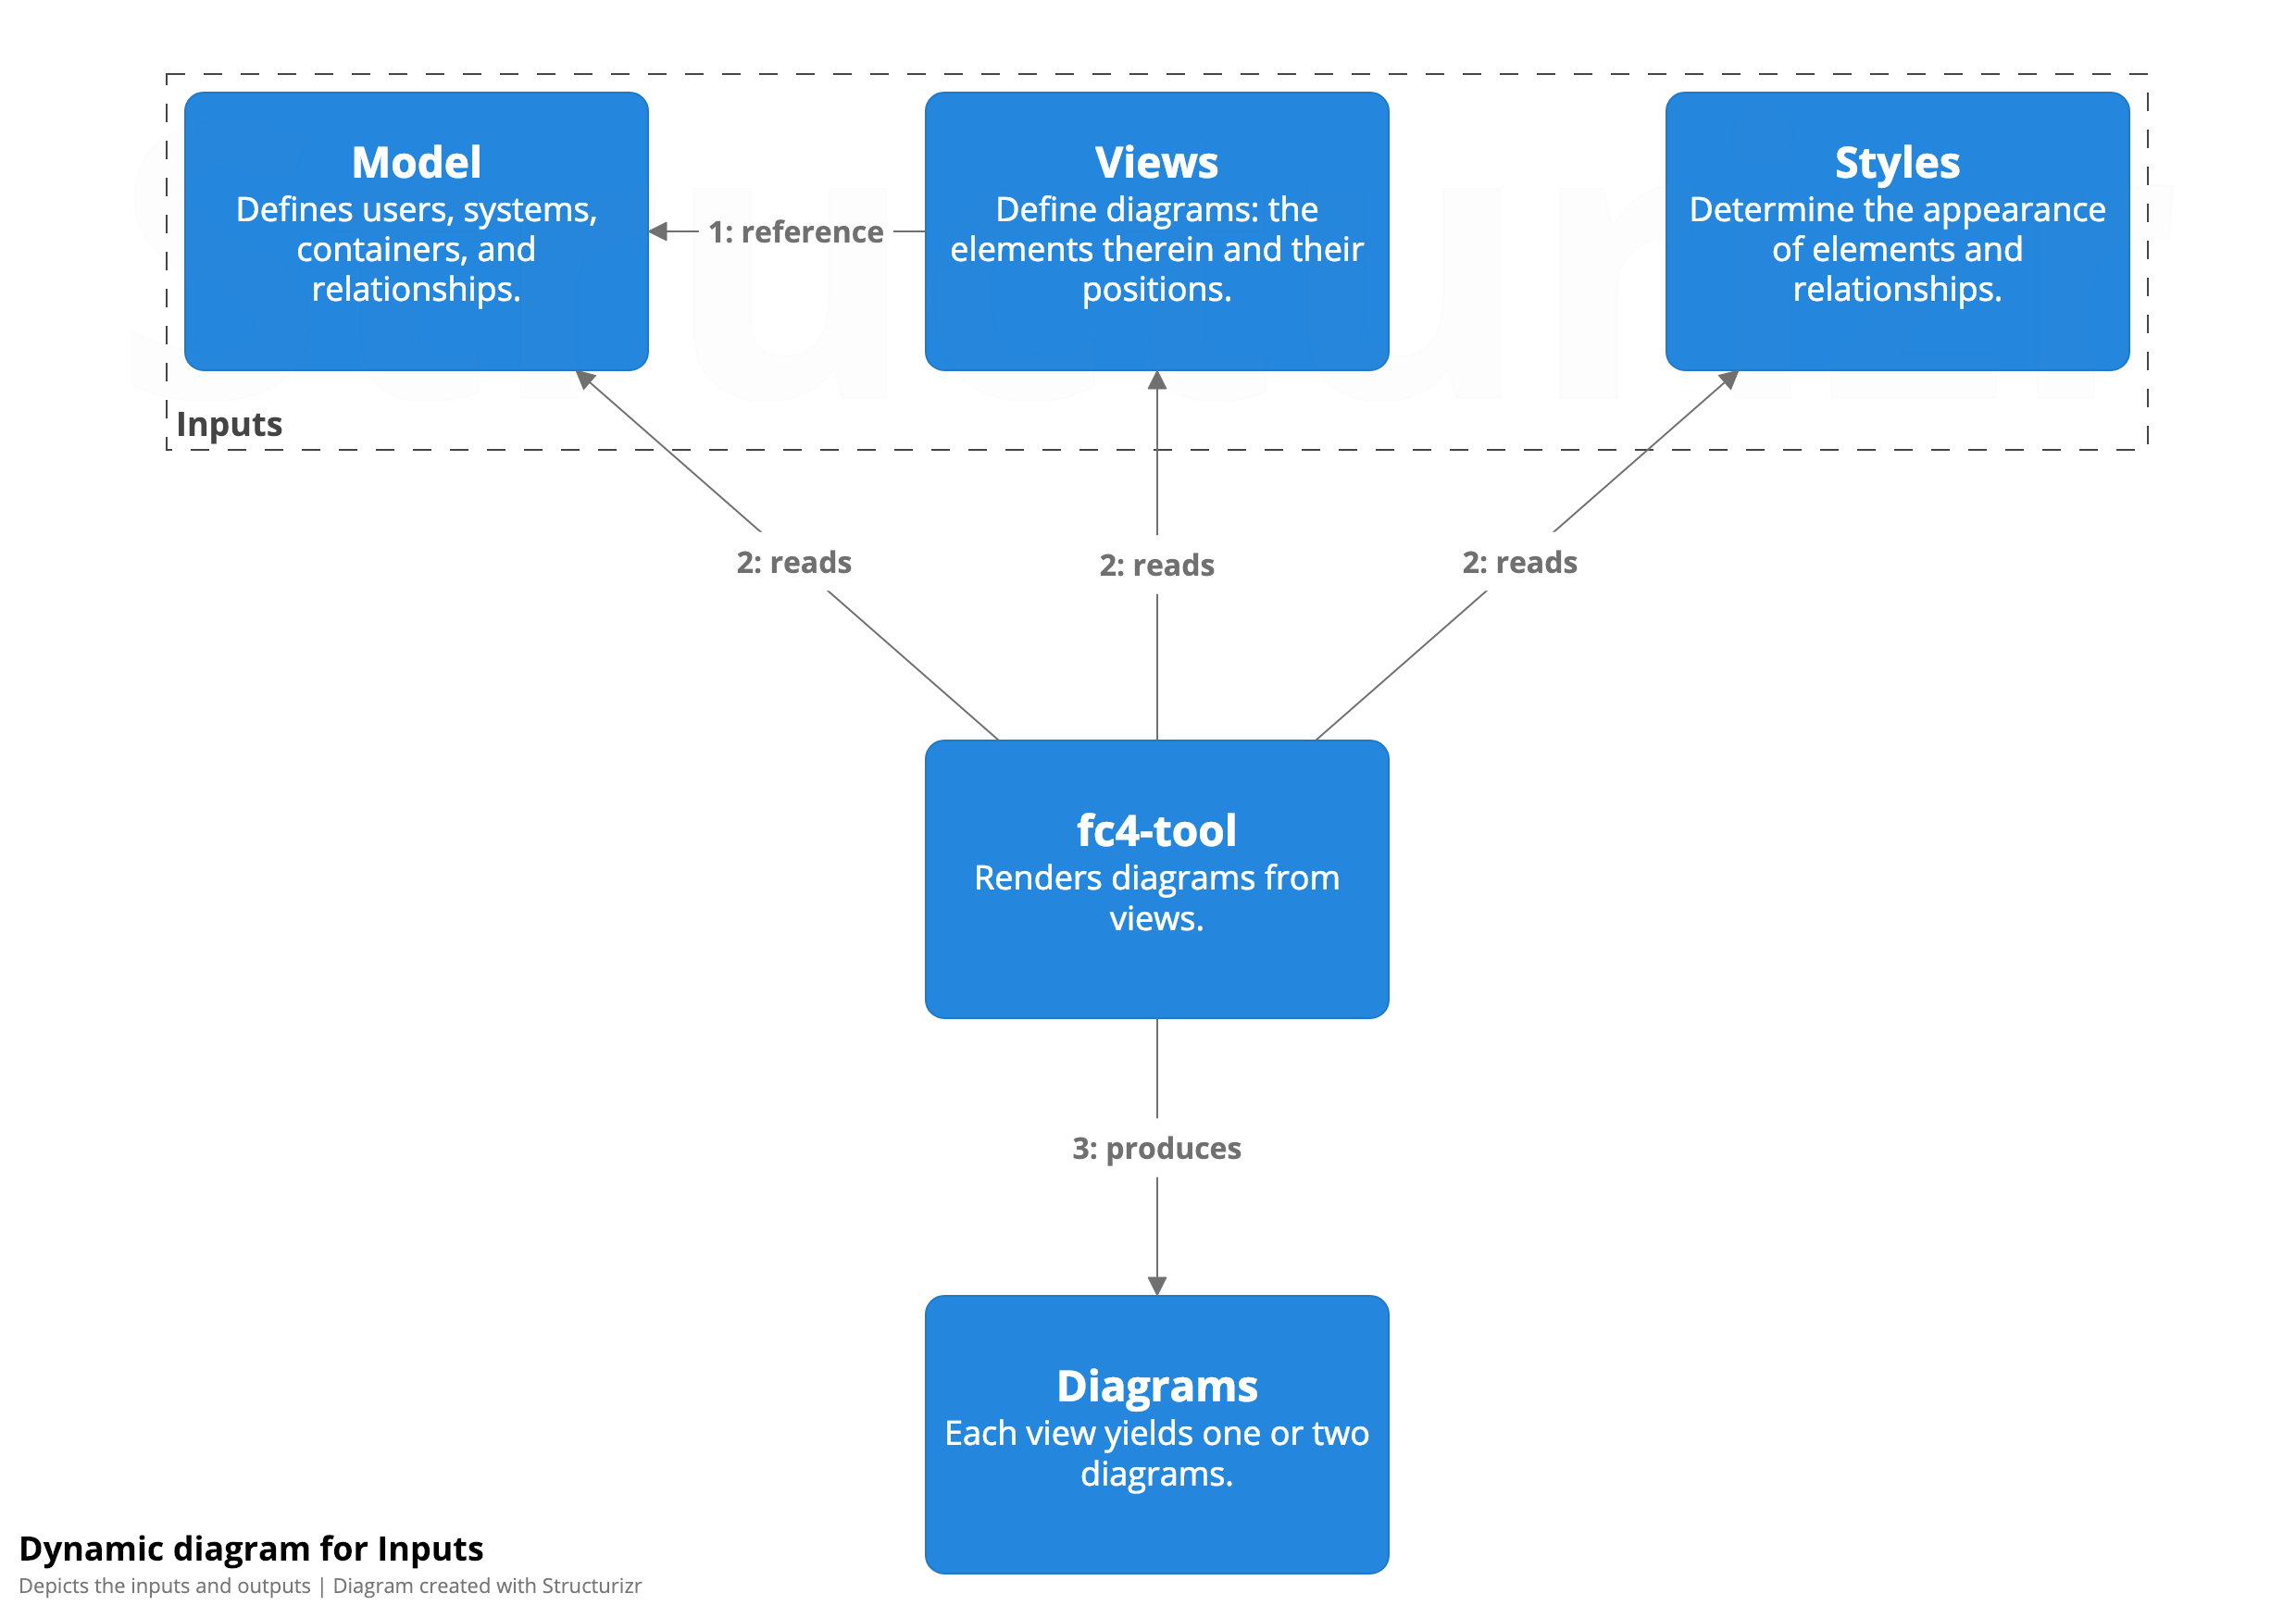 Model
Defines users, systems,
containers, and
relationships.
1: reference
Views
Define diagrams: the
elements therein and their
positions.
Styles
Determine the appearance
of elements and
relationships.
Inputs
2: reads
2: reads
2: reads
fc4-tool
Renders diagrams from
views.
3: produces
Diagrams
Each view yields one or two
diagrams.
Dynamic diagram for Inputs
Depicts the inputs and outputs | Diagram created with Structurizr